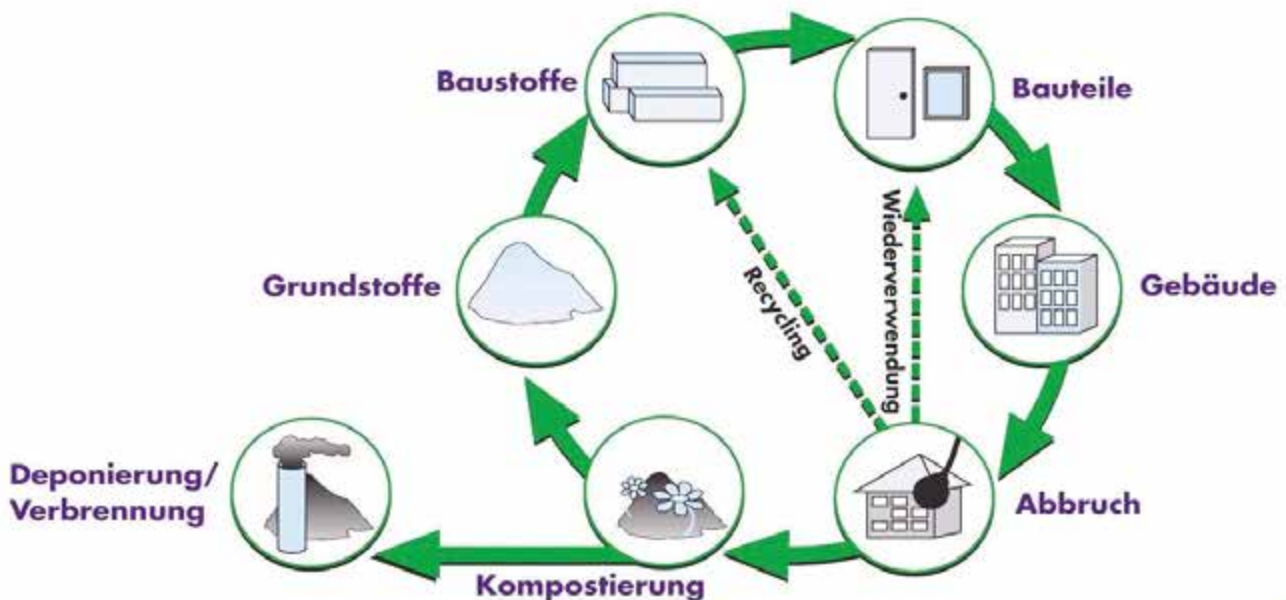 Baustoffe
Bauteile
Grundstoffe
Gebäude
Recycling
Wiederverwendung
Deponierung/
Verbrennung
Abbruch
Kompostierung